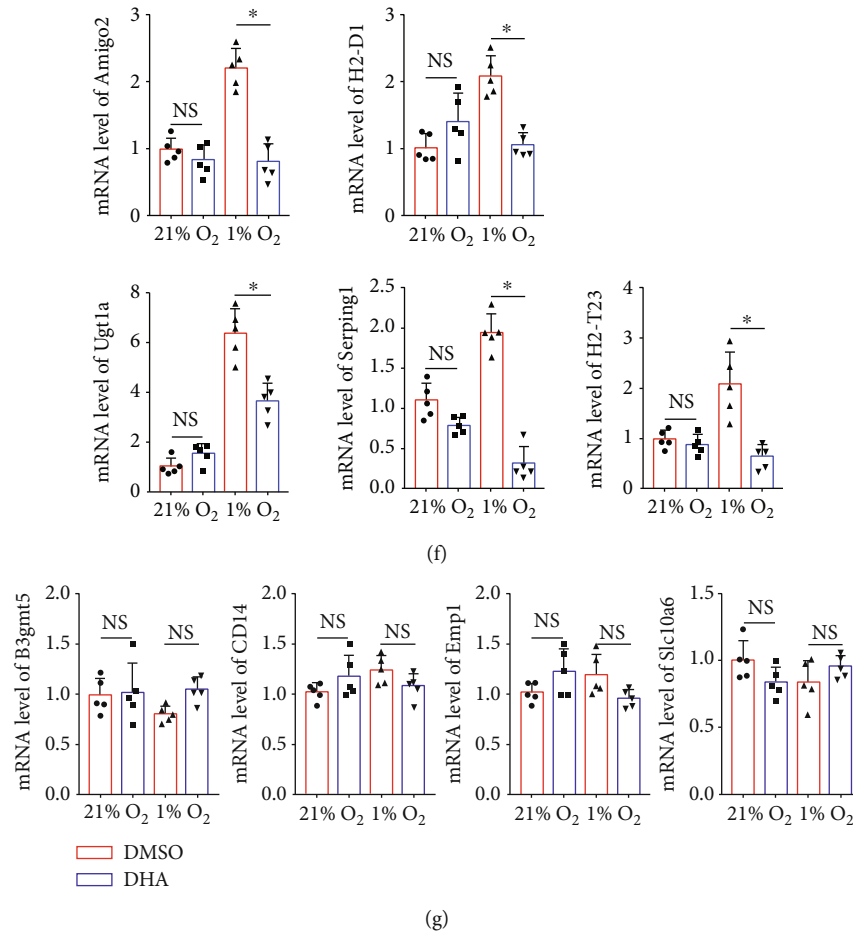 mRNA level of Amigo2
3
2
1
0
NS
*
21% O2 1% O2
mRNA level of H2-D1
3
2
1
0
NS
*
21% O2 1% O2
mRNA level of Ugt1a
8
6
4
2
0
NS
*
21% O2 1% O2
mRNA level of Serping1
2.5
2.0
1.5
1.0
0.5
0.0
NS
*
21% O2 1% O2
mRNA level of H2-T23
4
3
2
1
0
NS
*
21% O2 1% O2
(f)
mRNA level of B3gmt5
2.0
1.5
1.0
0.5
0.0
NS
NS
21% O2 1% O2
mRNA level of CD14
2.0
1.5
1.0
0.5
0.0
NS
NS
21% O2 1% O2
mRNA level of Emp1
2.0
1.5
1.0
0.5
0.0
NS
NS
21% O2 1% O2
mRNA level of Slc10a6
1.5
1.0
0.5
0.0
NS
NS
21% O2 1% O2
DMSO
DHA
(g)